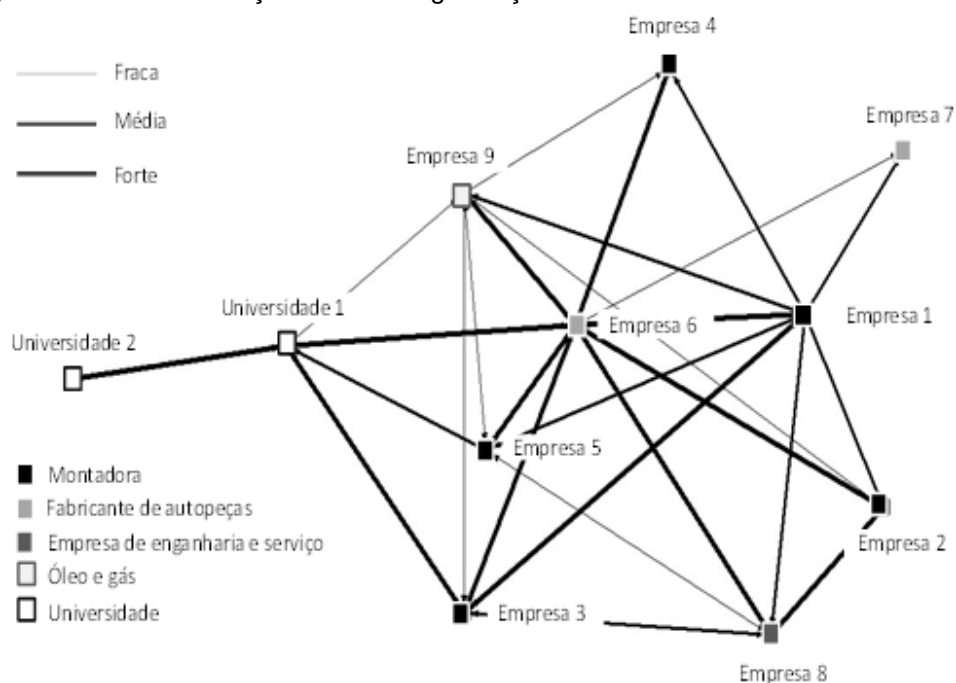 Empresa 4
Fraca
Empresa 7
Média
Empresa 9
Forte
Universidade 1
Empresa 6
Empresa 1
Universidade 2
Empresa 5
Montadora
Fabricante de autopeças
Empresa de enganharia e serviço
Empresa 2
Óleo e gás
Universidade
Empresa 3
Empresa 8